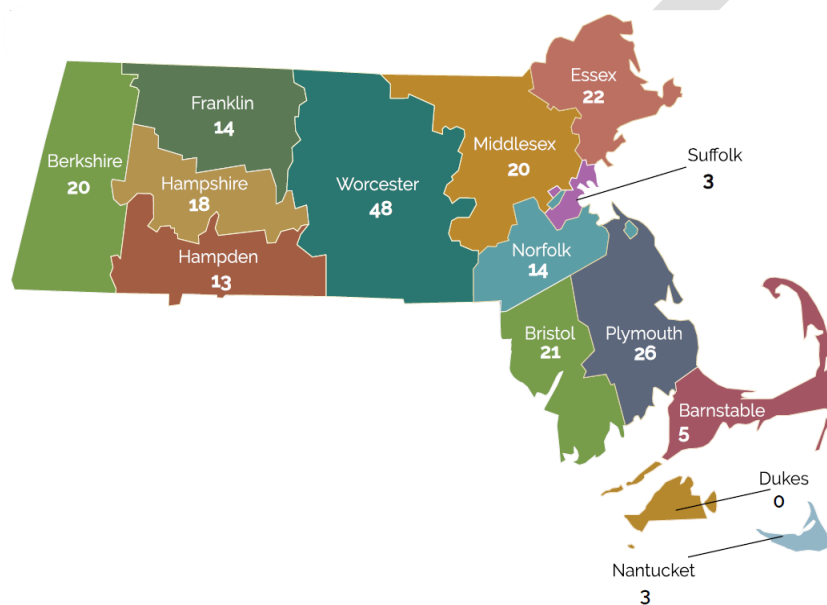 Essex
22
Franklin
14
Middlesex
20
Suffolk
3
Berkshire
20
Hampshire
18
Worcester
48
Hampden
13
Norfolk
14
Bristol
21
Plymouth
26
Barnstable
5
Dukes
0
Nantucket
3